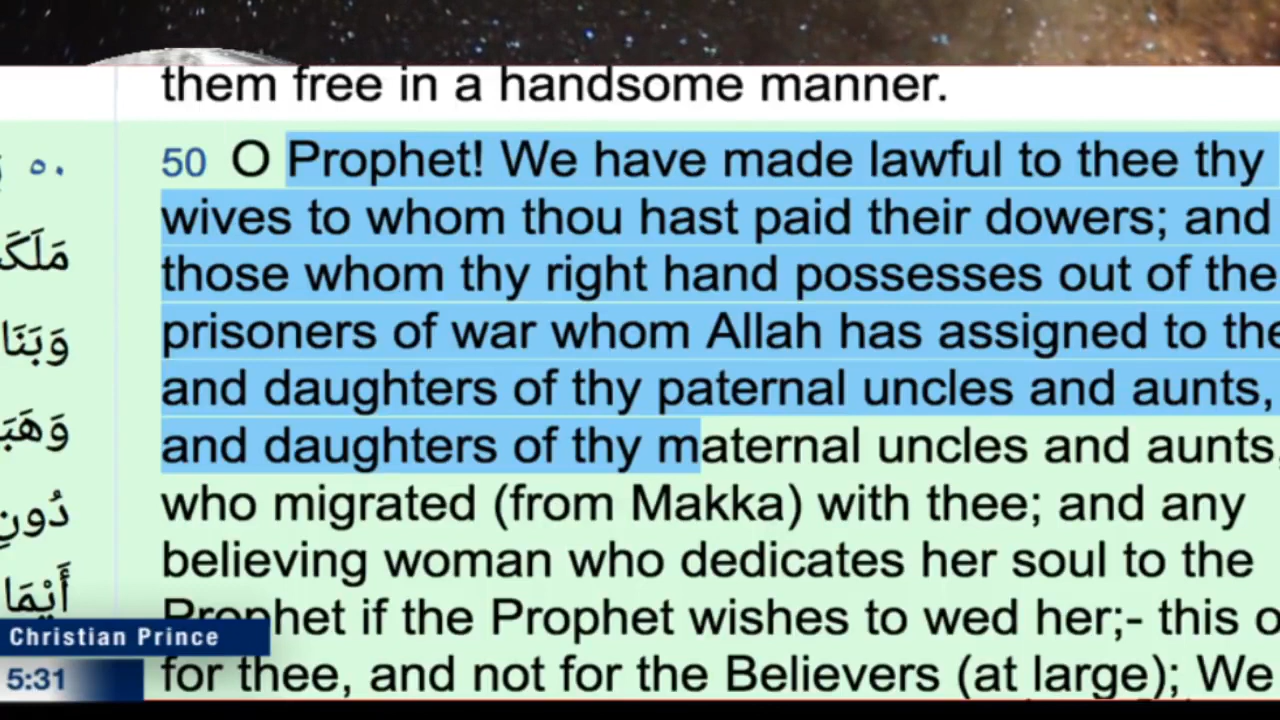 them free in a handsome manner.
50 O Prophet! We have made lawful to thee thy
wives to whom thou hast paid their dowers; and
those whom thy right hand possesses out of the
prisoners of war whom Allah has assigned to
and daughters of thy paternal uncles and aunts,
and daughters of thy maternal uncles and aunts,
who migrated (from Makka) with thee; and any
believing woman who dedicates her soul to the
Prophet if the Prophet wishes to wed her;- this
for thee, and not for the Believers (at large); We
٥٠
دُونِ
Christian Prince
5:31